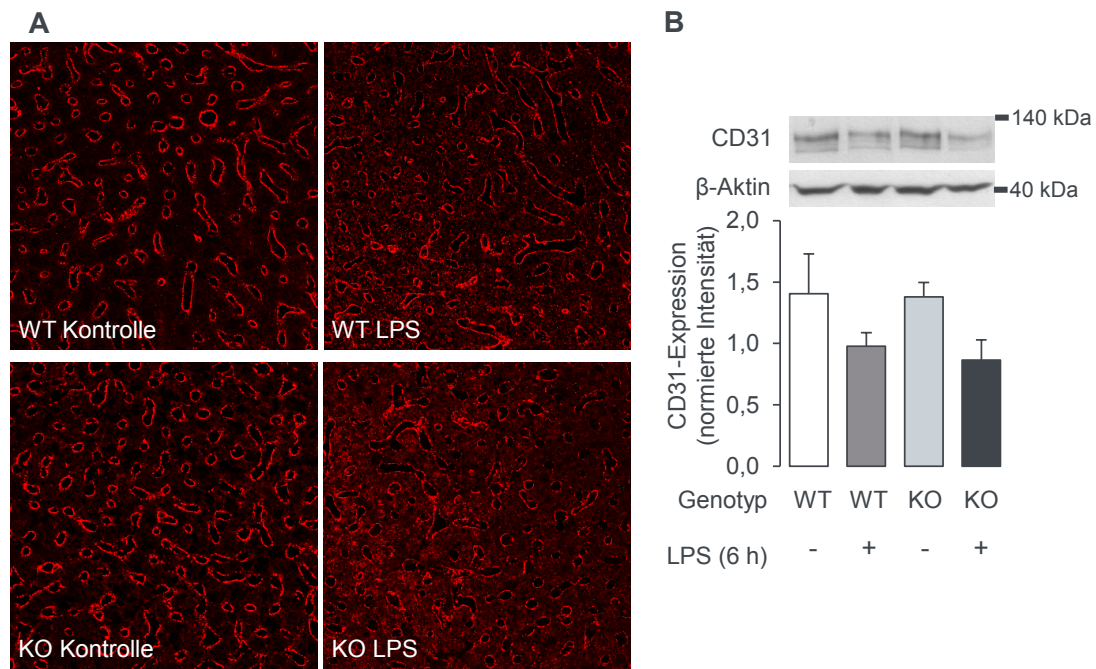 A
WT Kontrolle
WT LPS
KO Kontrolle
KO LPS
B
140 kDa
CD31
β-Aktin
40 kDa
CD31-Expression
(normierte Intensität)
2,0
1,5
1,0
0,5
0,0
Genotyp WT WT KO KO
LPS (6 h) - + - +